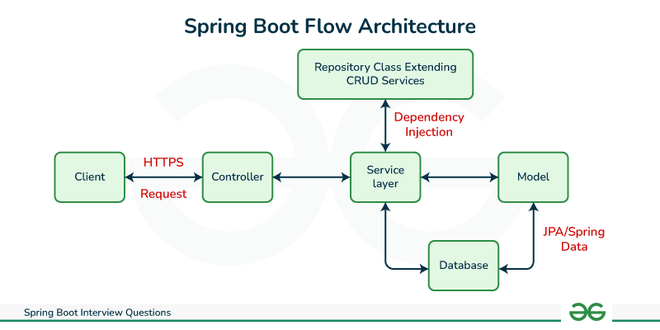 Spring Boot Flow Architecture
Repository Class Extending
CRUD Services
Dependency
Injection
HTTPS
Request
Client
Controller
Service
layer
Model
JPA/Spring
Data
Database
Spring Boot Interview Questions